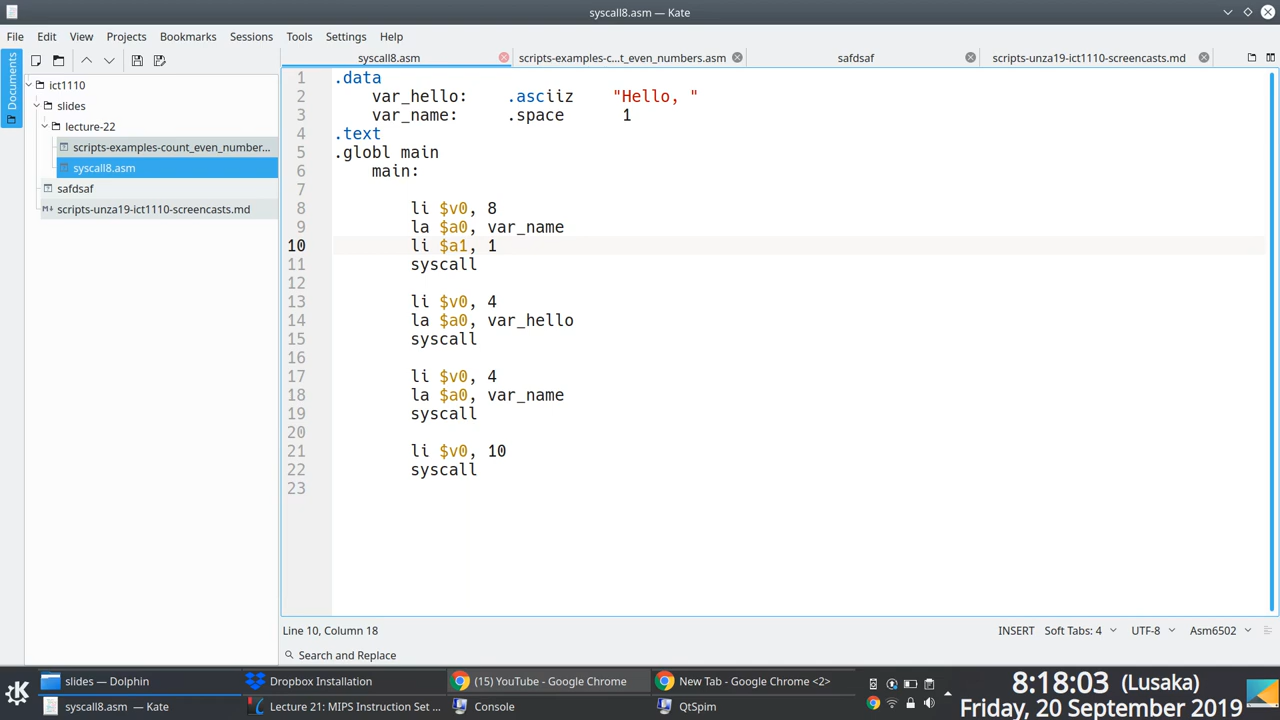 syscall8.asm — Kate
File Edit View Projects Bookmarks Sessions Tools Settings Help
Documents
syscall8.asm scripts-examples-c...t_even_numbers.asm safdsaf scripts-unza19-ict1110-screencasts.md
ict1110
slides
lecture-22
scripts-examples-count_even_number...
syscall8.asm
safdsaf
scripts-unza19-ict1110-screencasts.md
1 .data
2 var_hello: .asciiz "Hello, "
3 var_name: .space 1
4 .text
5 .globl main
6 main:
7
8 li $v0, 8
9 la $a0, var_name
10 li $a1, 1
11 syscall
12
13 li $v0, 4
14 la $a0, var_hello
15 syscall
16
17 li $v0, 4
18 la $a0, var_name
19 syscall
20
21 li $v0, 10
22 syscall
23
Line 10, Column 18 INSERT Soft Tabs: 4 UTF-8 Asm6502
Search and Replace
slides — Dolphin Dropbox Installation (15) YouTube - Google Chrome New Tab - Google Chrome <2>
syscall8.asm — Kate Lecture 21: MIPS Instruction Set ... Console QtSpim
8:18:03 (Lusaka)
Friday, 20 September 2019